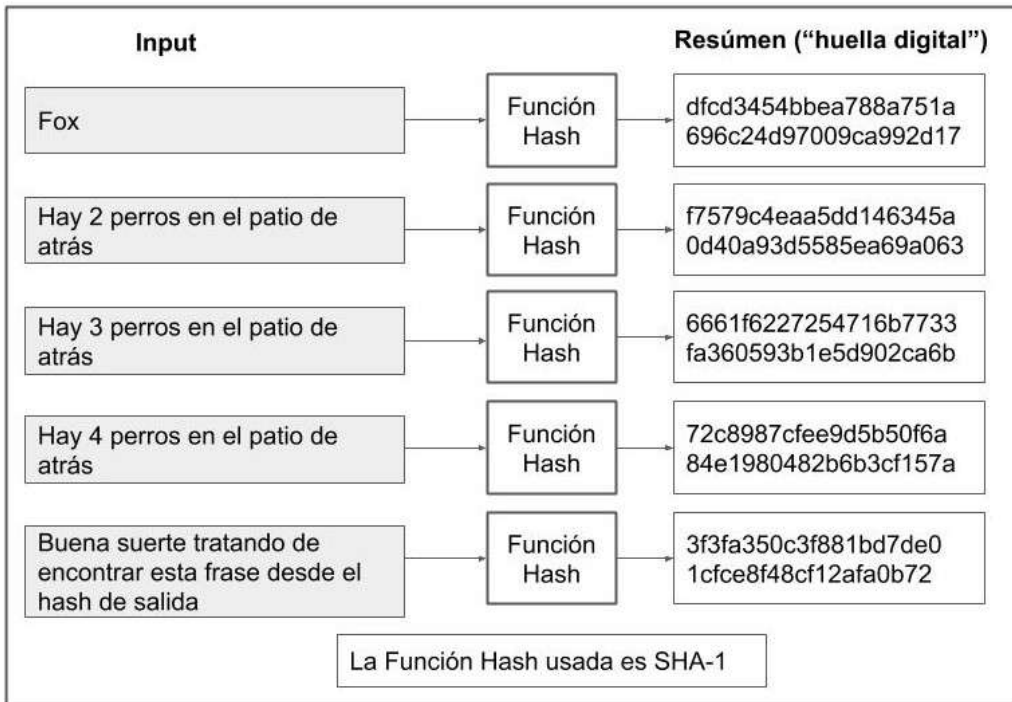 Input
Resúmen (“huella digital”)
Fox
Función
Hash
dfcd3454bbea788a751a
696c24d97009ca992d17
Hay 2 perros en el patio de
atrás
Función
Hash
f7579c4eaa5dd146345a
0d40a93d5585ea69a063
Hay 3 perros en el patio de
atrás
Función
Hash
6661f6227254716b7733
fa360593b1e5d902ca6b
Hay 4 perros en el patio de
atrás
Función
Hash
72c8987cfee9d5b50f6a
84e1980482b6b3cf157a
Buena suerte tratando de
encontrar esta frase desde el
hash de salida
Función
Hash
3f3fa350c3f881bd7de0
1cfce8f48cf12afa0b72
La Función Hash usada es SHA-1